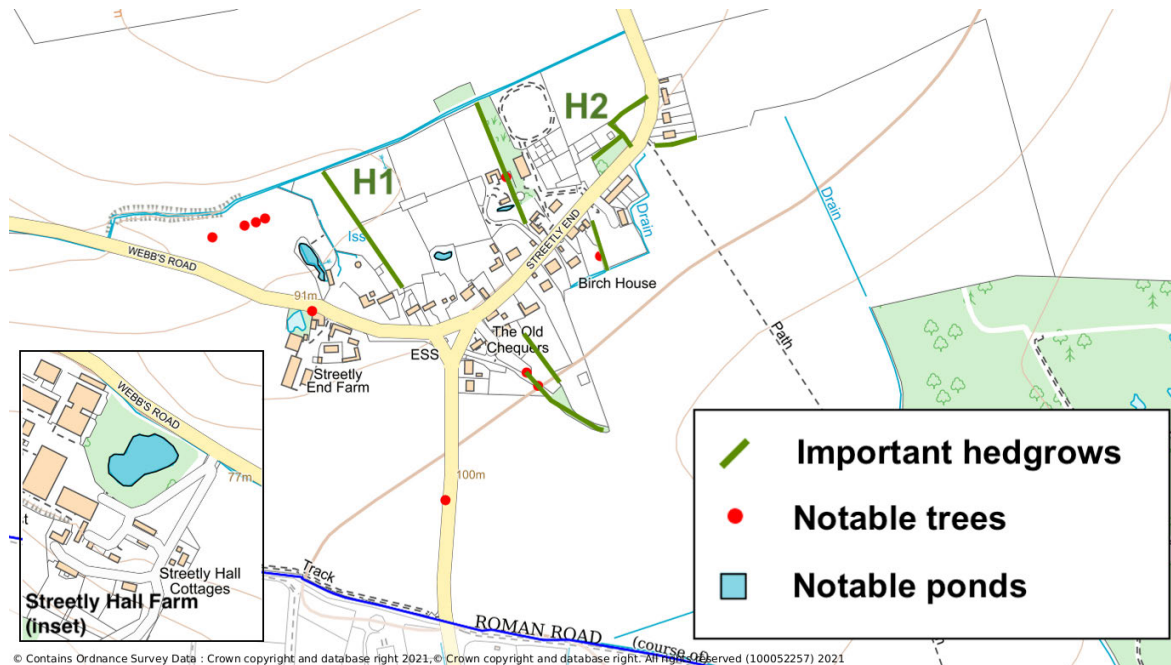 H2
H1
Iss
STREETLY END
Drain
Drain
WEBB'S ROAD
Birch House
91m
Path
The Old
Chequers
ESS
Streetly
End Farm
WEBB'S ROAD
77m
100m
Streetly Hall
Cottages
Streetly Hall Farm
(inset)
Track
ROMAN ROAD
(course of)
Important hedgrows
Notable trees
Notable ponds
© Contains Ordnance Survey Data : Crown copyright and database right 2021,© Crown copyright and database right. All rights reserved (100052257) 2021